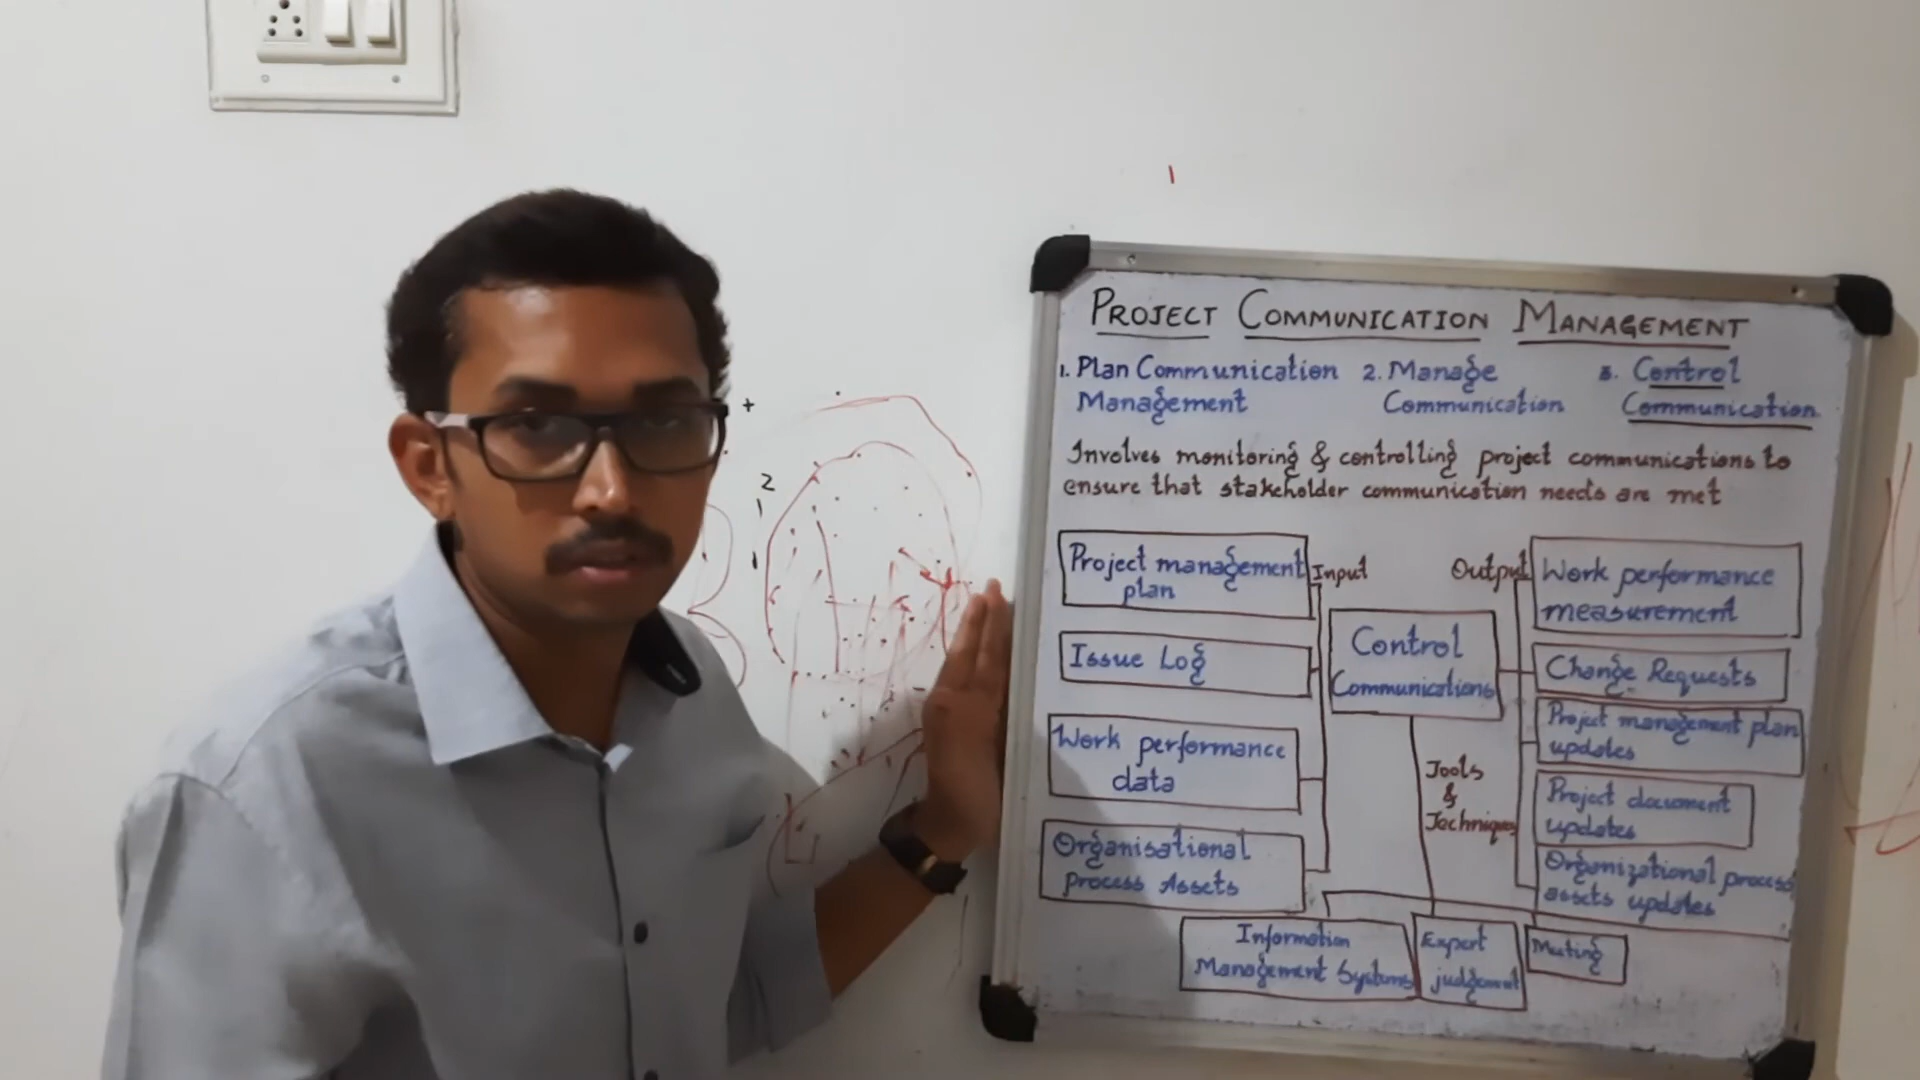 PROJECT COMMUNICATION MANAGEMENT
1. Plan Communication
Management
2. Manage
Communication
3. Control
Communication
Involves monitoring & controlling project communications to
ensure that stakeholder communication needs are met
Project management
plan
Input
Issue Log
Work performance
data
Organisational
process Assets
Control
Communications
Output
Work performance
measurement
Change Requests
Project management plan
updates
Project document
updates
Organizational process
assets updates
Tools
&
Techniques
Information
Management Systems
Expert
judgement
Meeting
+
2
1
1